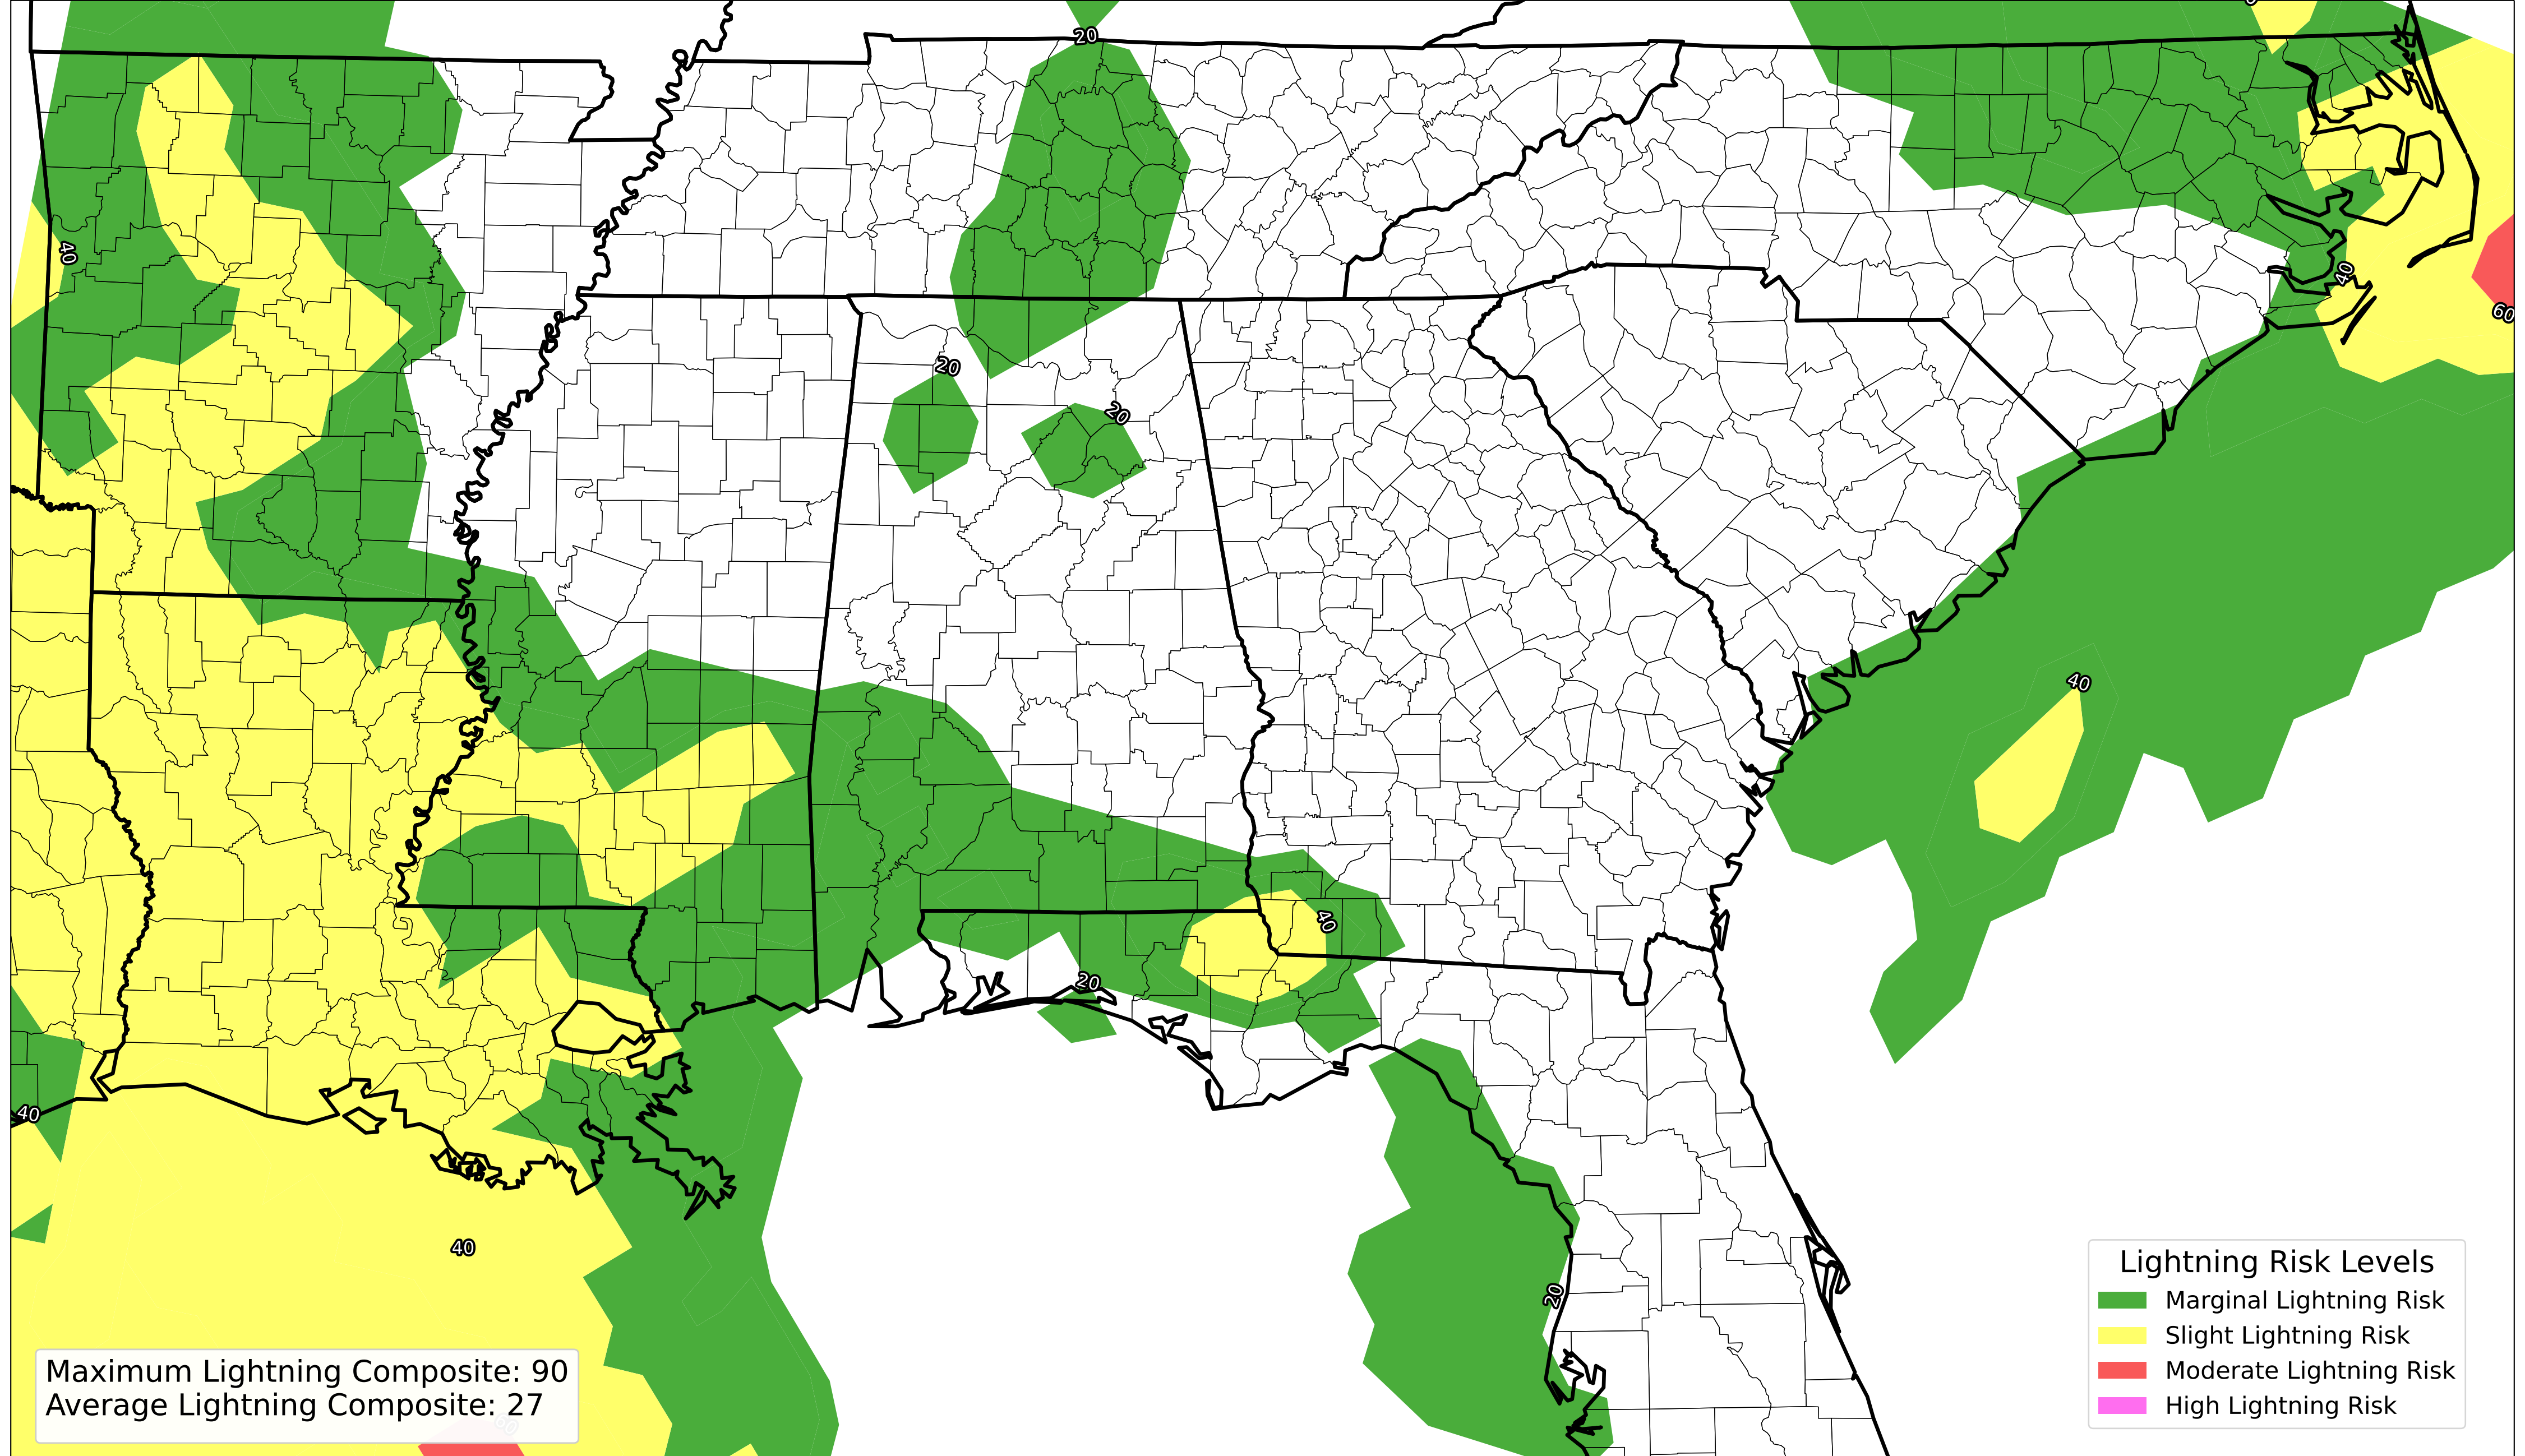 20
40
20
20
40
60
40
40
20
20
40
40
Lightning Risk Levels
Marginal Lightning Risk
Slight Lightning Risk
Moderate Lightning Risk
High Lightning Risk
Maximum Lightning Composite: 90
Average Lightning Composite: 27